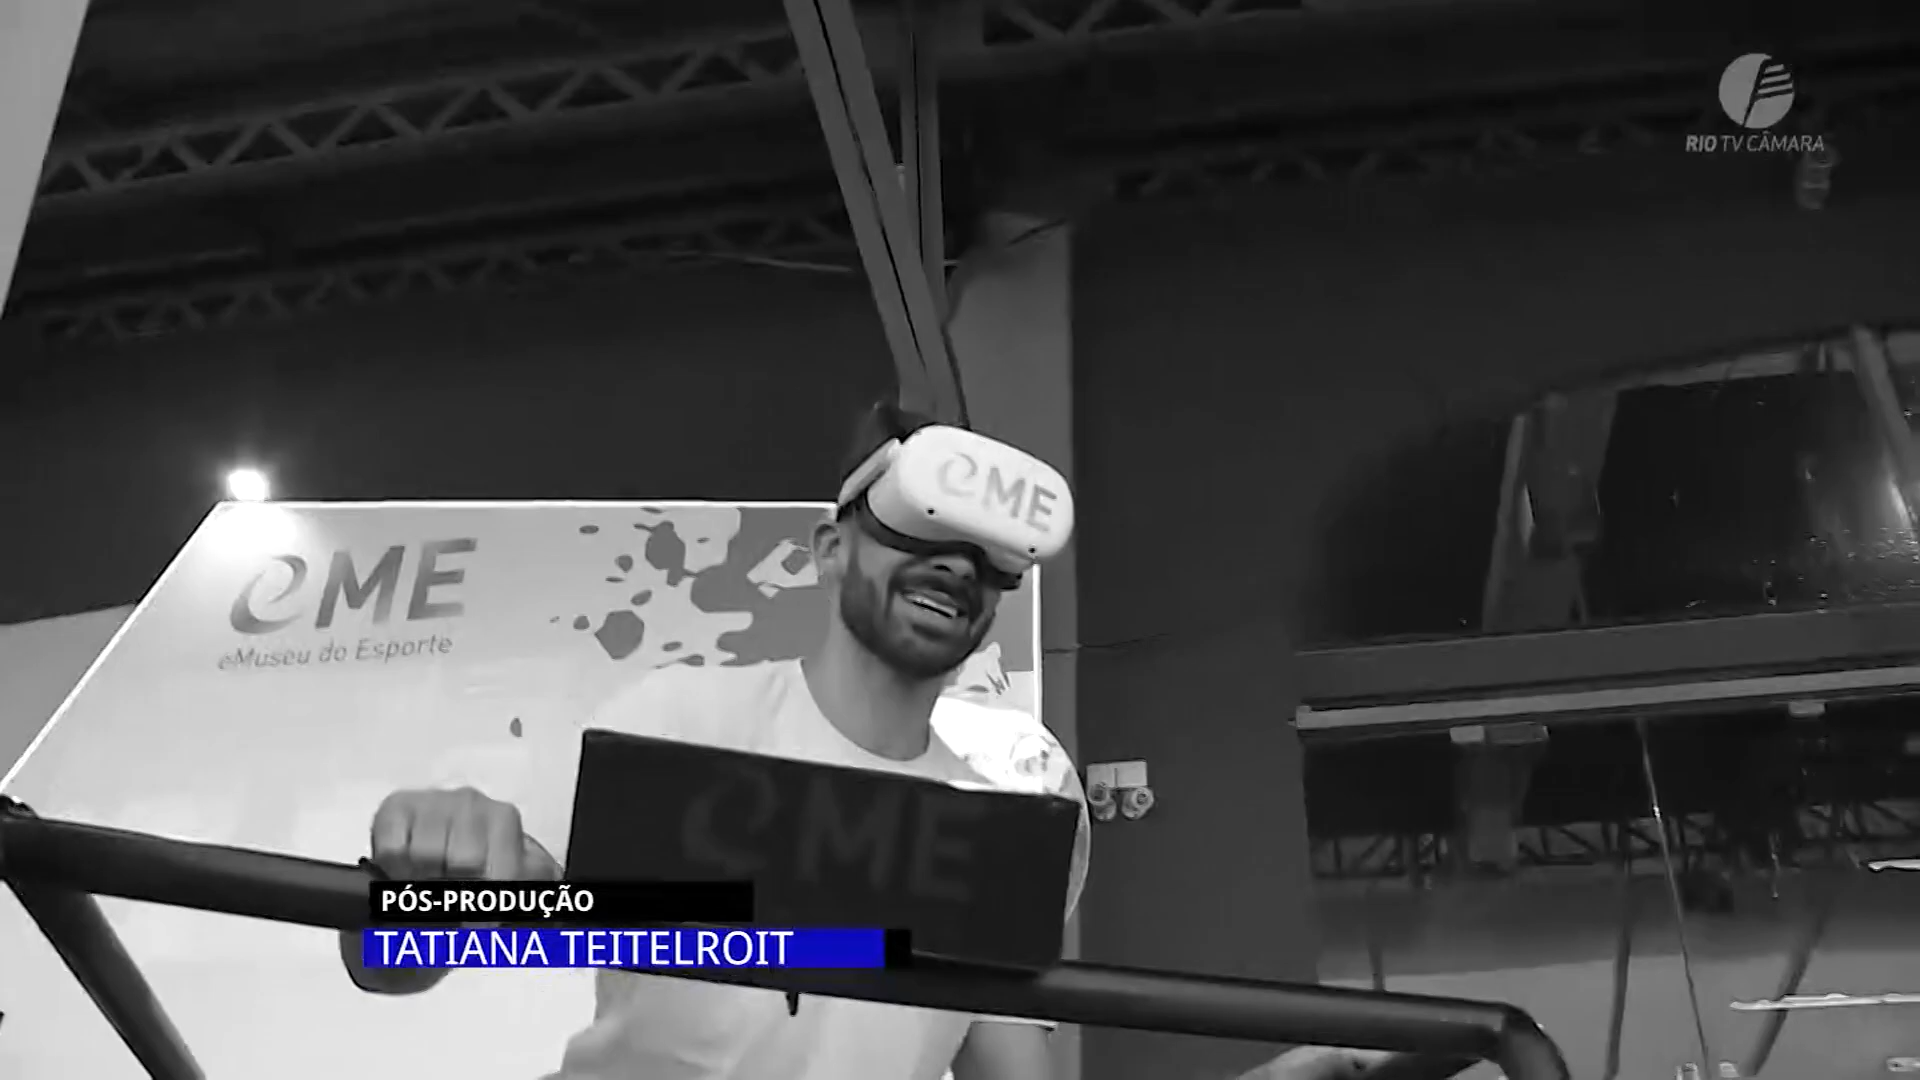 RIO TV CÂMARA
eME
eME
eMuseu do Esporte
eME
PÓS-PRODUÇÃO
TATIANA TEITELROIT